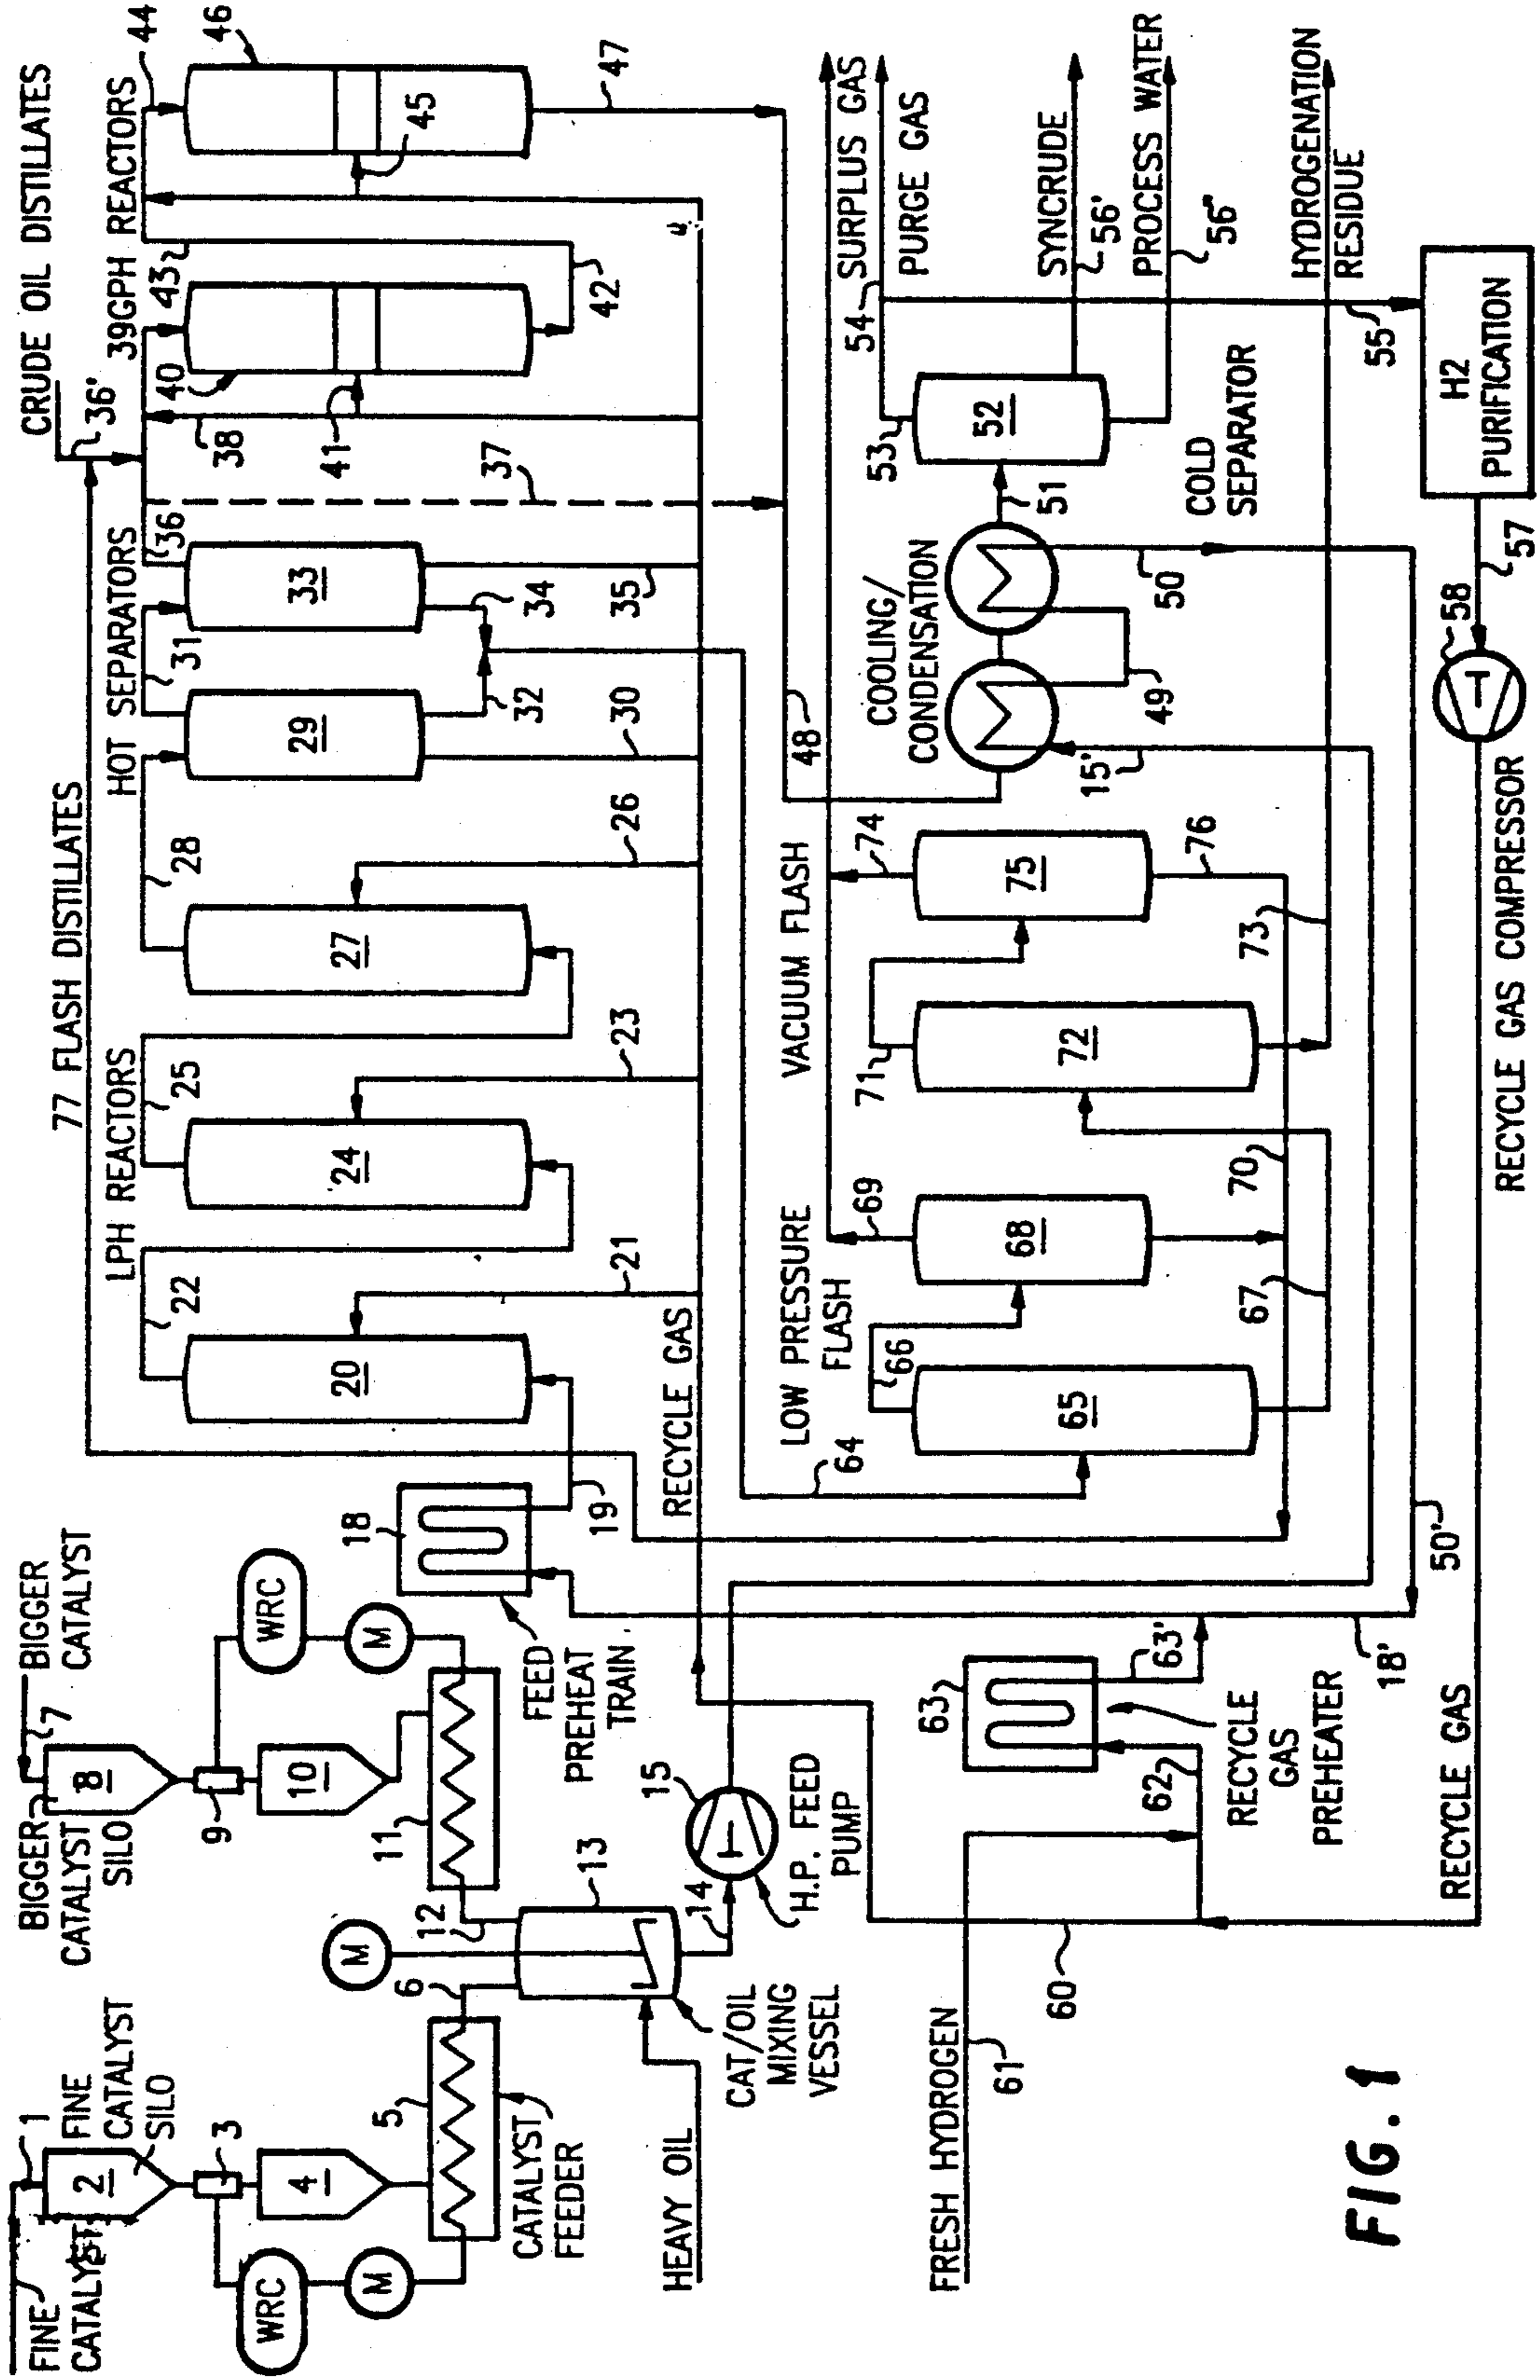 CRUDE OIL DISTILLATES
36'
77 FLASH DISTILLATES
LPH REACTORS
HOT SEPARATORS
39GPH REACTORS
FINE
CATALYST
1
FINE
CATALYST
SILO
2
3
4
WRC
M
5
CATALYST
FEEDER
6
HEAVY OIL
BIGGER
CATALYST
7
BIGGER
CATALYST
SILO
8
9
10
WRC
M
11
12
M
13
CAT/OIL
MIXING
VESSEL
14
15
H.P. FEED
PUMP
18
FEED
PREHEAT
TRAIN
19
20
21
22
23
24
25
26
27
28
29
30
31
32
33
34
35
36
37
38
40
41
42
43
44
45
46
47
RECYCLE GAS
48
COOLING/
CONDENSATION
15'
49
50
51
52
53
COLD
SEPARATOR
54
SURPLUS GAS
PURGE GAS
SYNCRUDE
56'
PROCESS WATER
56"
HYDROGENATION
RESIDUE
55
H2
PURIFICATION
57
58
RECYCLE GAS COMPRESSOR
LOW PRESSURE
FLASH
VACUUM FLASH
64
65
66
67
68
69
70
71
72
73
74
75
76
50'
18'
FRESH HYDROGEN
61
60
62
63
63'
RECYCLE
GAS
PREHEATER
RECYCLE GAS
FIG. 1